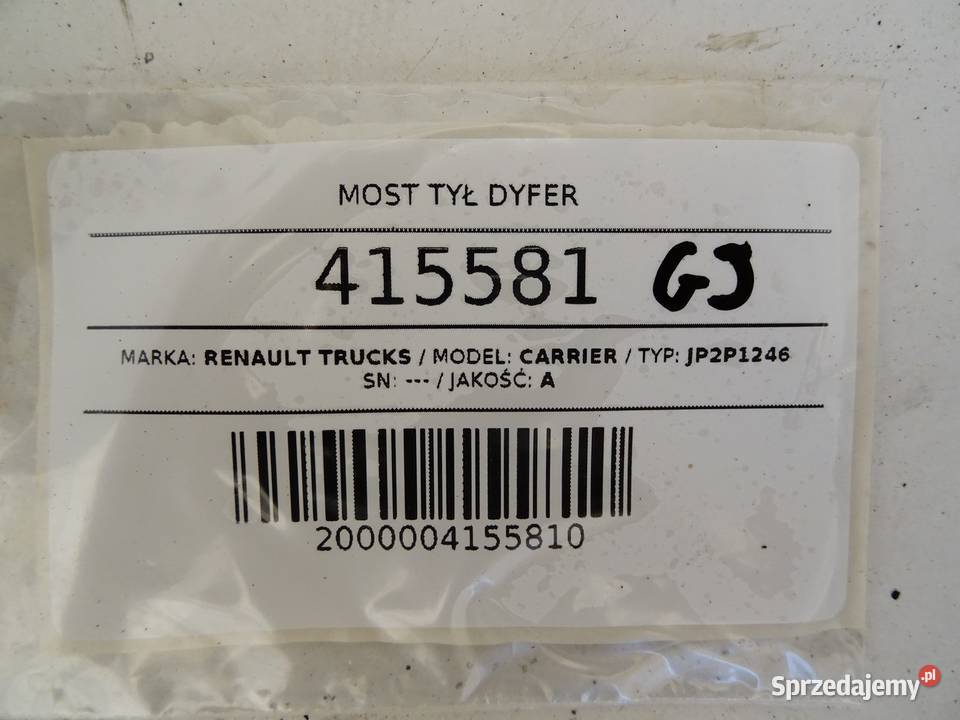 MOST TYŁ DYFER
415581 GJ
MARKA: RENAULT TRUCKS / MODEL: CARRIER / TYP: JP2P1246
SN: --- / JAKOŚĆ: A
2000004155810
Sprzedajemy.pl